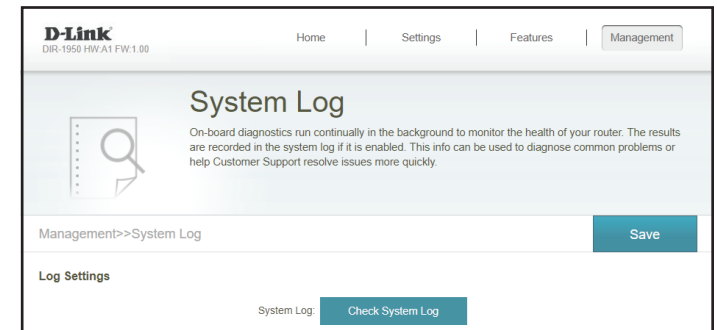 D-Link
DIR-1950 HW:A1 FW:1.00
Home | Settings | Features | Management
System Log
On-board diagnostics run continually in the background to monitor the health of your router. The results
are recorded in the system log if it is enabled. This info can be used to diagnose common problems or
help Customer Support resolve issues more quickly.
Management>>System Log
Save
Log Settings
System Log: Check System Log